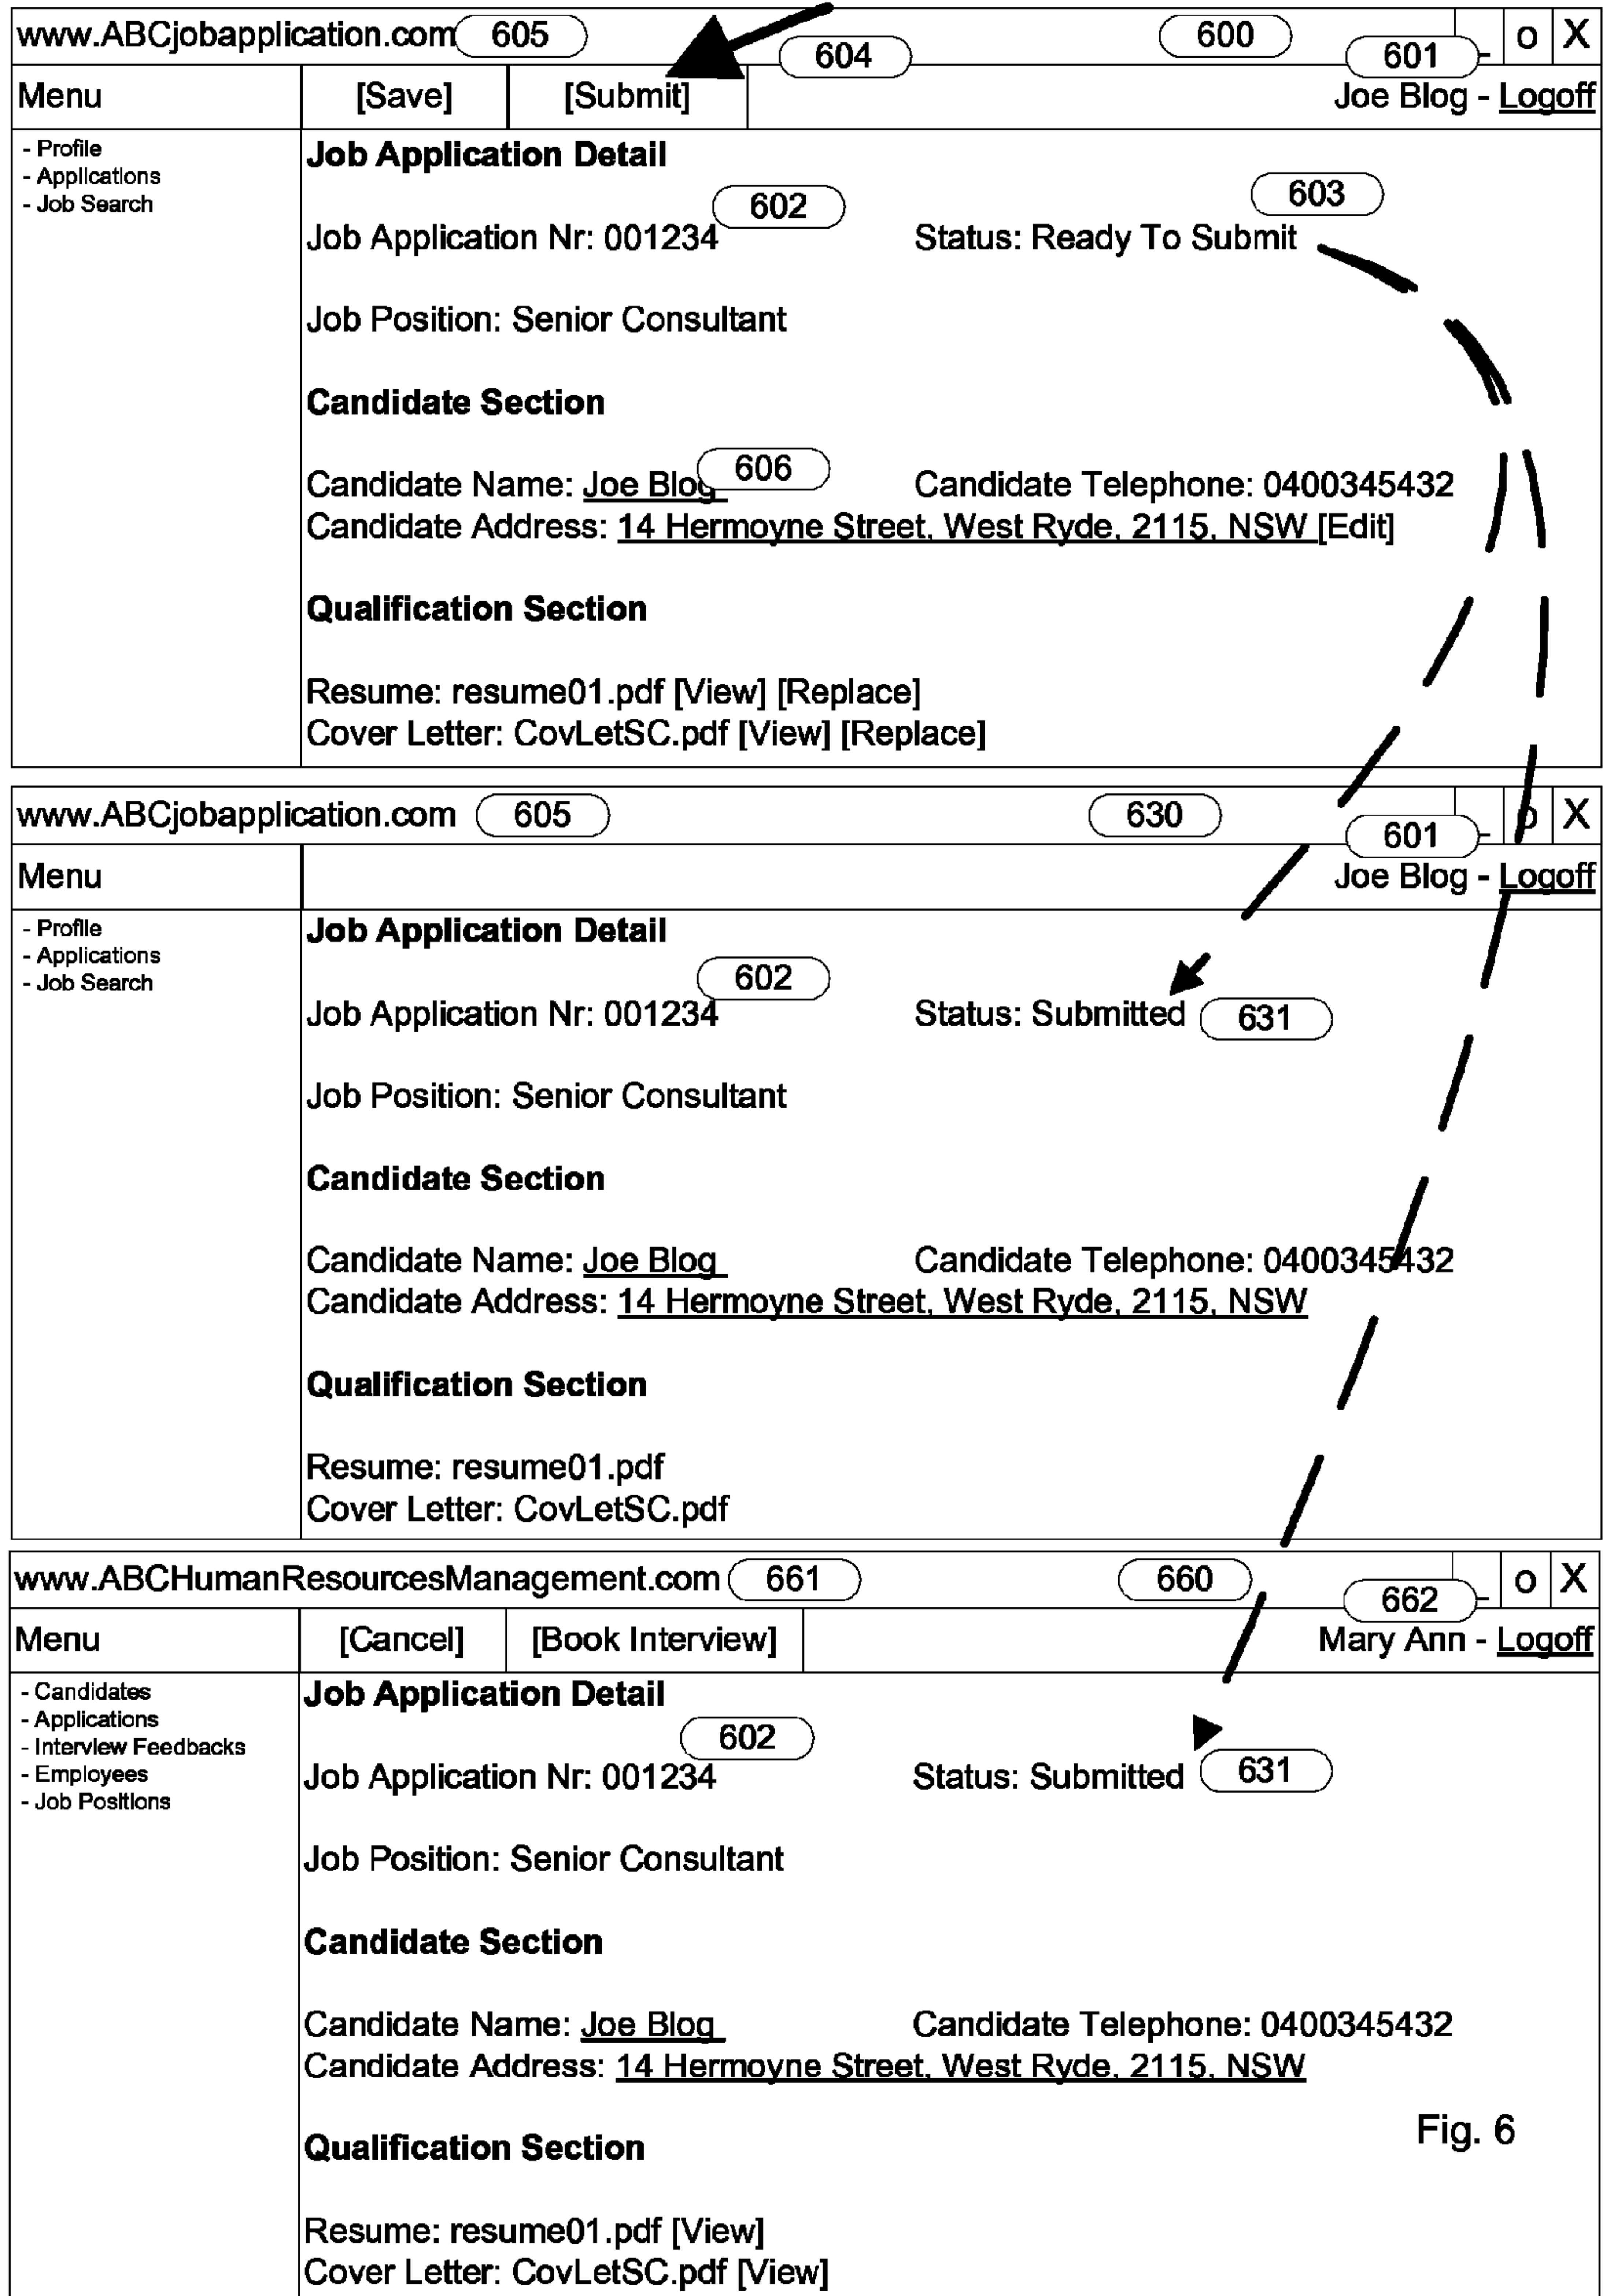 www.ABCjobapplication.com 605 604 600 601 _ o X
Menu [Save] [Submit] Joe Blog - Logoff
- Profile
- Applications
- Job Search
Job Application Detail
602 603
Job Application Nr: 001234 Status: Ready To Submit
Job Position: Senior Consultant
Candidate Section
606
Candidate Name: Joe Blog Candidate Telephone: 0400345432
Candidate Address: 14 Hermoyne Street, West Ryde, 2115, NSW [Edit]
Qualification Section
Resume: resume01.pdf [View] [Replace]
Cover Letter: CovLetSC.pdf [View] [Replace]
www.ABCjobapplication.com 605 630 601 _ o X
Menu Joe Blog - Logoff
- Profile
- Applications
- Job Search
Job Application Detail
602
Job Application Nr: 001234 Status: Submitted 631
Job Position: Senior Consultant
Candidate Section
Candidate Name: Joe Blog Candidate Telephone: 0400345432
Candidate Address: 14 Hermoyne Street, West Ryde, 2115, NSW
Qualification Section
Resume: resume01.pdf
Cover Letter: CovLetSC.pdf
www.ABCHumanResourcesManagement.com 661 660 662 _ o X
Menu [Cancel] [Book Interview] Mary Ann - Logoff
- Candidates
- Applications
- Interview Feedbacks
- Employees
- Job Positions
Job Application Detail
602
Job Application Nr: 001234 Status: Submitted 631
Job Position: Senior Consultant
Candidate Section
Candidate Name: Joe Blog Candidate Telephone: 0400345432
Candidate Address: 14 Hermoyne Street, West Ryde, 2115, NSW
Fig. 6
Qualification Section
Resume: resume01.pdf [View]
Cover Letter: CovLetSC.pdf [View]